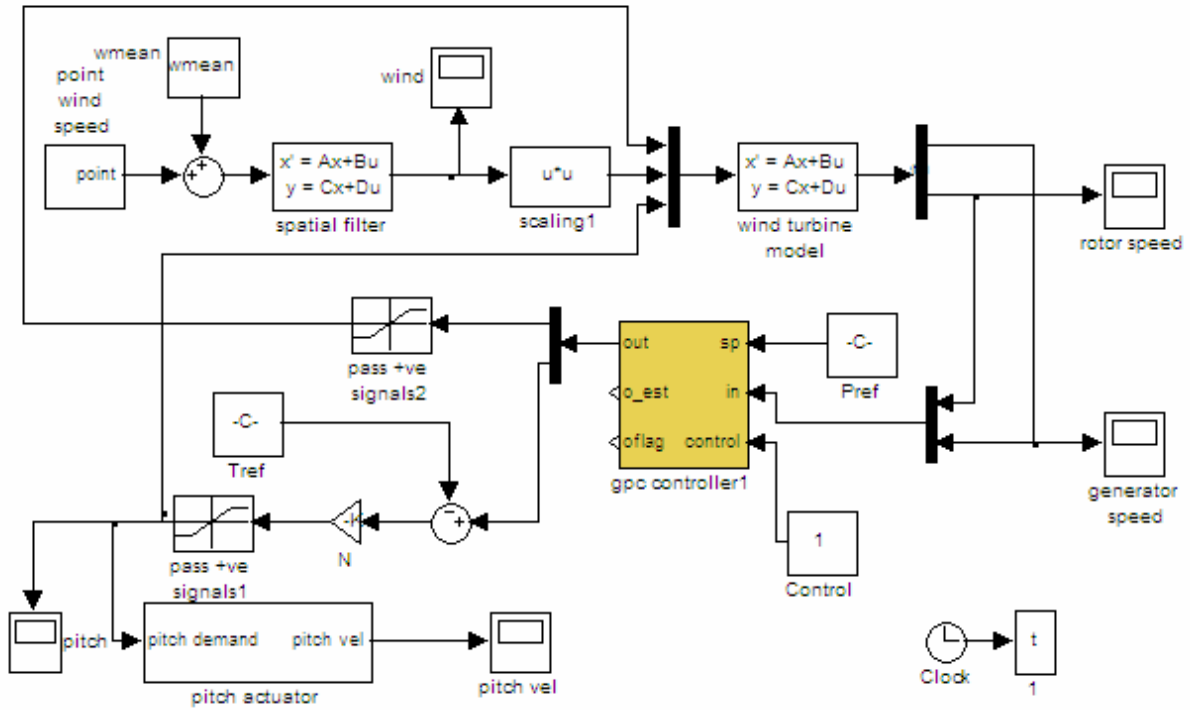 wmean
wmean
point
wind
speed
point
+
+
x' = Ax+Bu
y = Cx+Du
spatial filter
wind
u*u
scaling1
x' = Ax+Bu
y = Cx+Du
wind turbine
model
rotor speed
pass +ve
signals2
out
sp
o_est
in
oflag
control
gpc controller1
-C-
Pref
-C-
Tref
generator
speed
1
Control
-
+
-K
N
pass +ve
signals1
pitch
pitch demand
pitch vel
pitch actuator
pitch vel
Clock
t
1